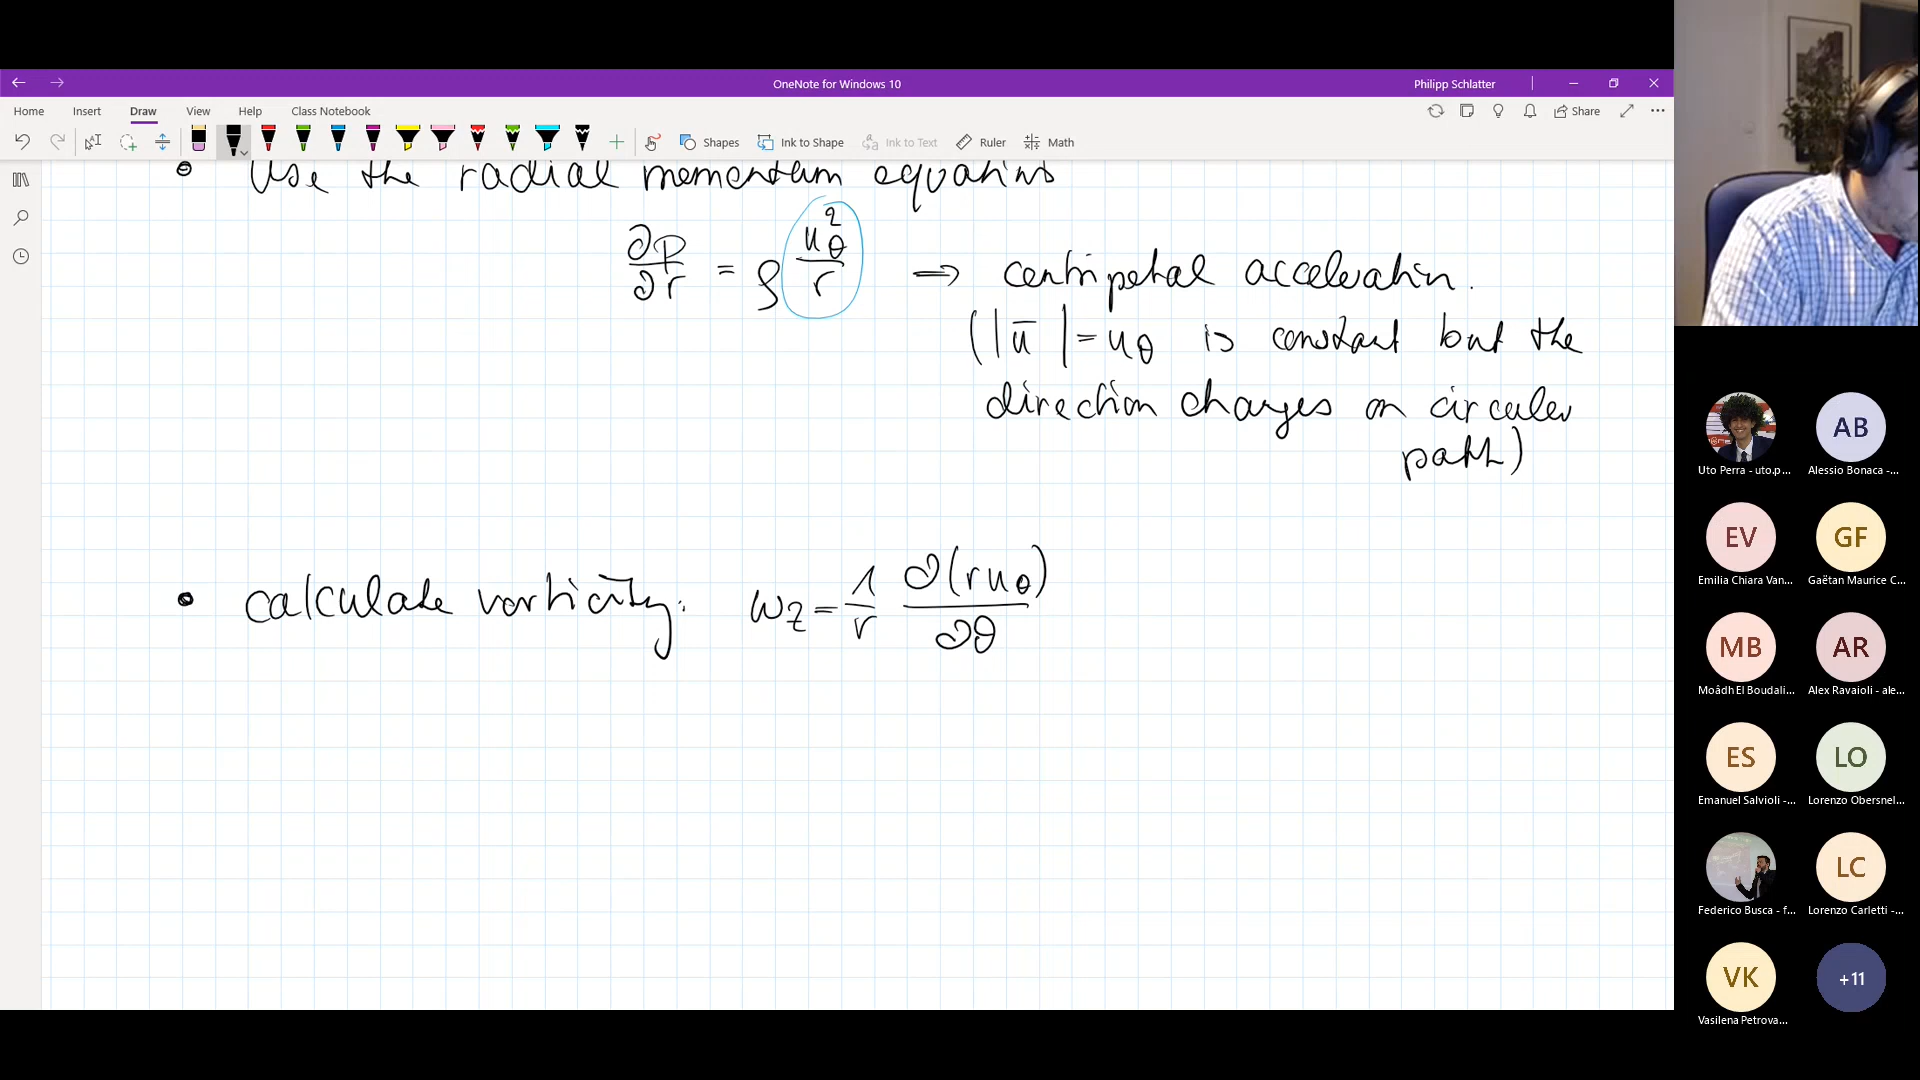 OneNote for Windows 10
Philipp Schlatter
Home Insert Draw View Help Class Notebook
Share
Shapes Ink to Shape Ink to Text Ruler Math
• Use the radial momentum equations
∂p/∂r = ρ u_θ²/r ⇒ centripetal acceleration.
(|ū| = u_θ is constant but the
direction changes on circular
path)
• calculate vorticity: ω_z = 1/r ∂(r u_θ)/∂θ
Uto Perra - uto.p...
AB
Alessio Bonaca -...
EV
Emilia Chiara Van...
GF
Gaëtan Maurice C...
MB
Moâdh El Boudali...
AR
Alex Ravaioli - ale...
ES
Emanuel Salvioli -...
LO
Lorenzo Obersnel...
Federico Busca - f...
LC
Lorenzo Carletti -...
VK
Vasilena Petrova...
+11